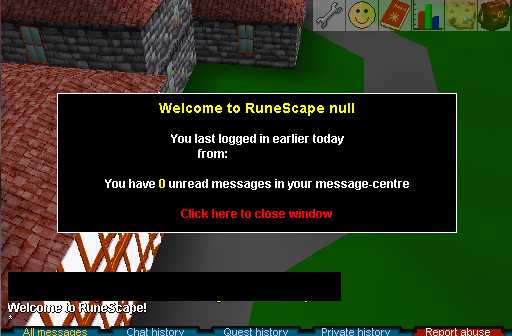 Welcome to RuneScape null
You last logged in earlier today
from:
You have 0 unread messages in your message-centre
Click here to close window
Welcome to RuneScape!
*
All messages Chat history Quest history Private history Report abuse